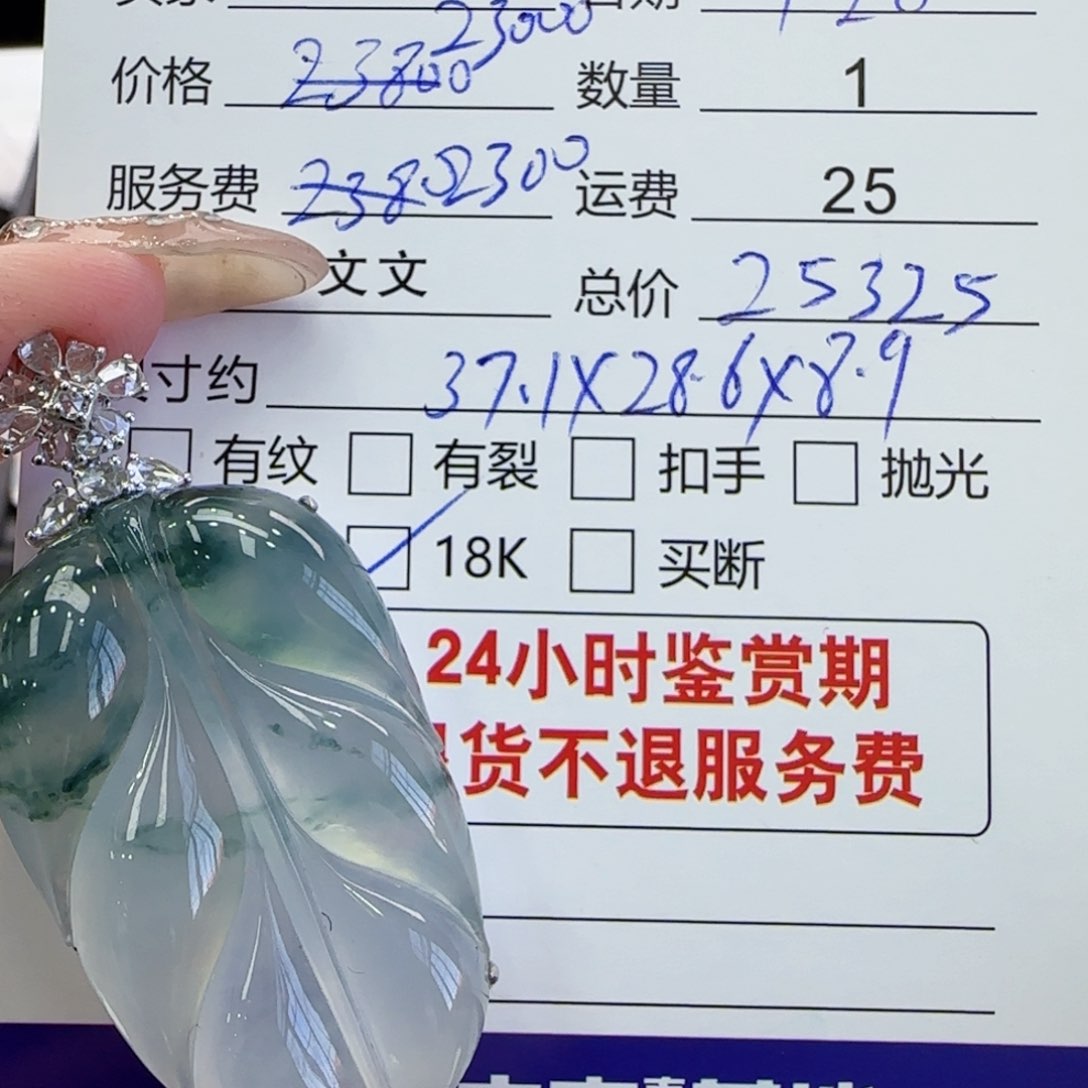 23000
价格 23800 数量 1
服务费 2380 2300 运费 25
文文 总价 25325
寸约 37.1X28.6X8.9
有纹 有裂 扣手 抛光
18K 买断
24小时鉴赏期
货不退服务费